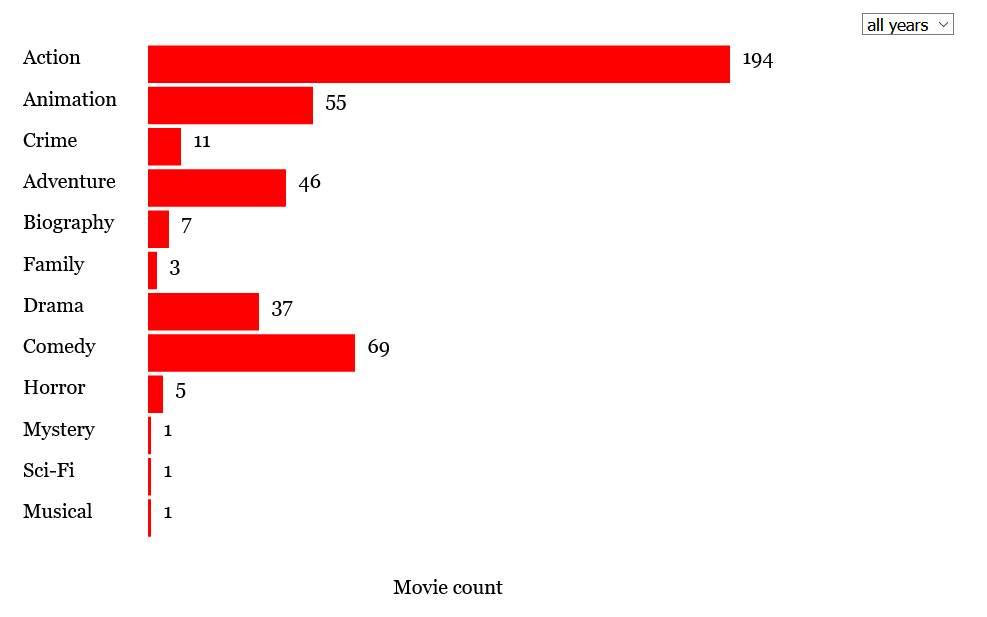 all years
Action 194
Animation 55
Crime 11
Adventure 46
Biography 7
Family 3
Drama 37
Comedy 69
Horror 5
Mystery 1
Sci-Fi 1
Musical 1
Movie count